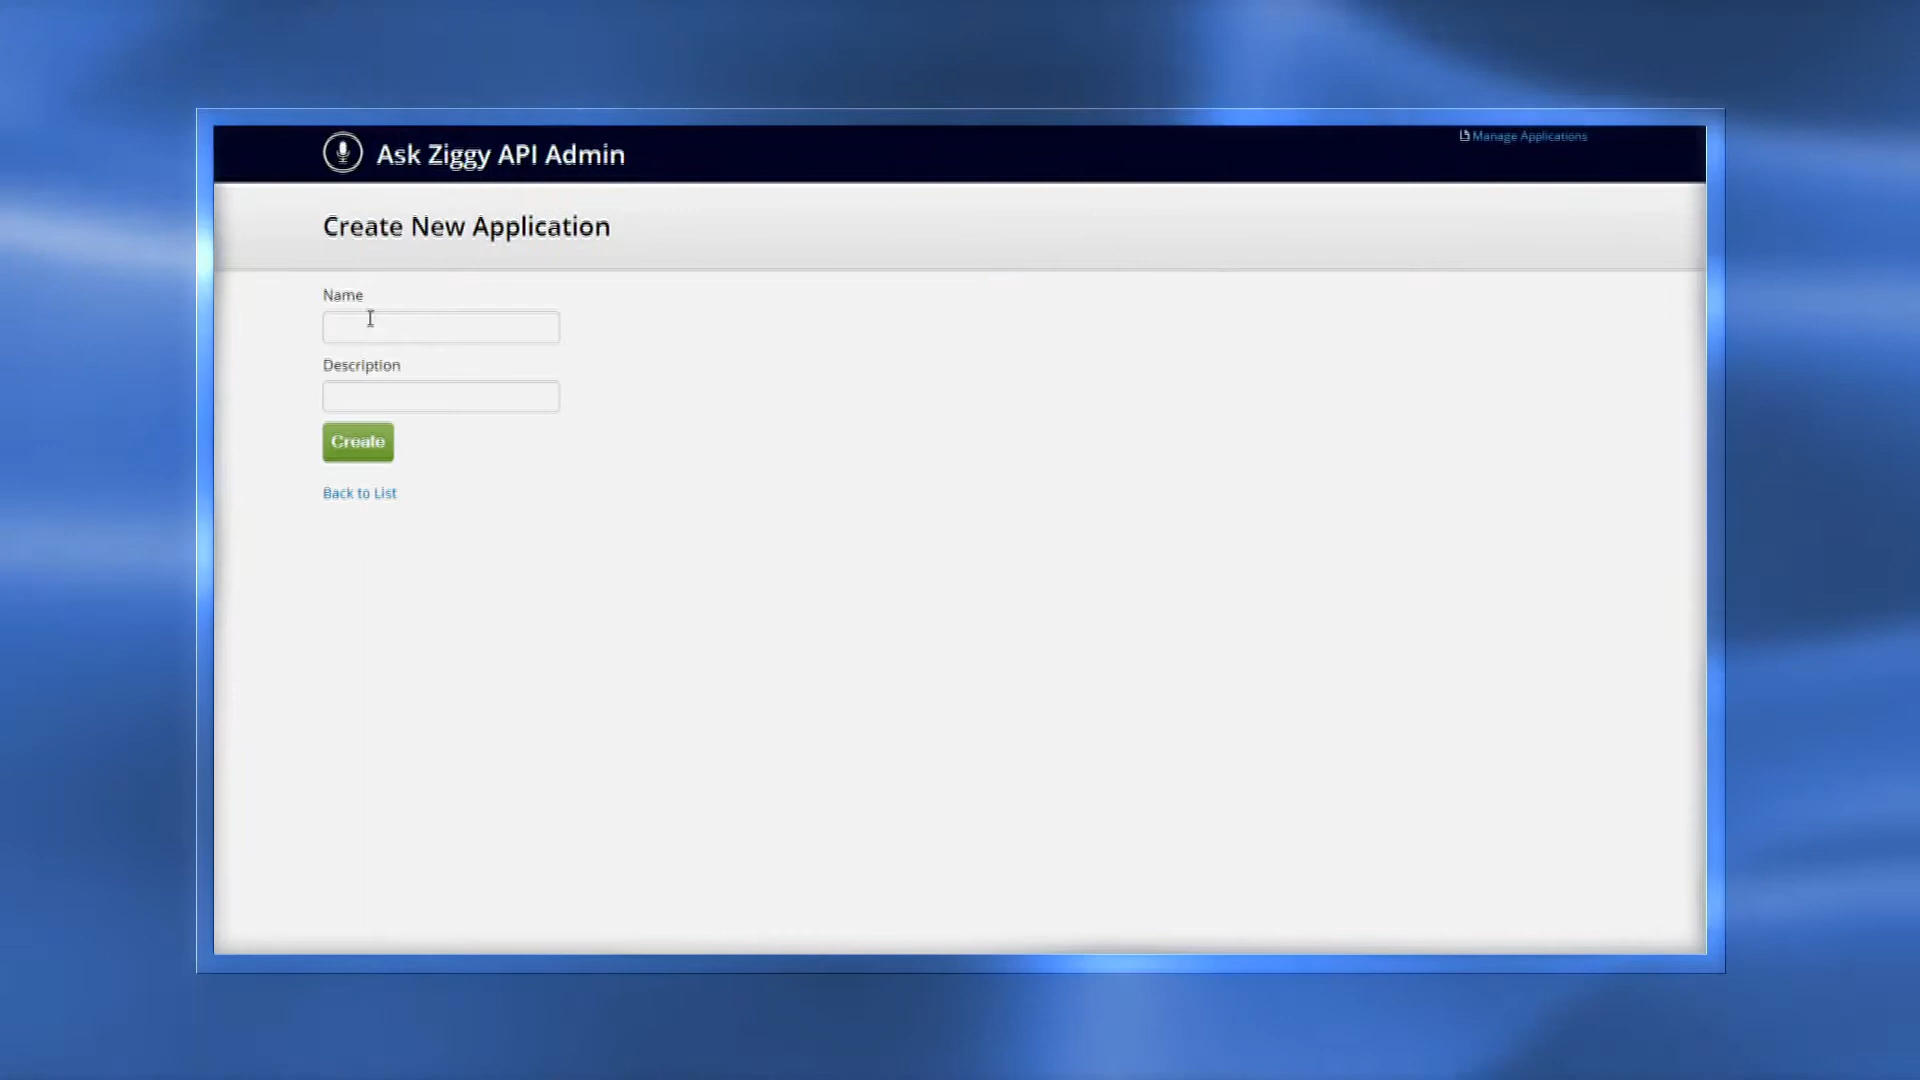 Ask Ziggy API Admin
Manage Applications
Create New Application
Name
Description
Create
Back to List